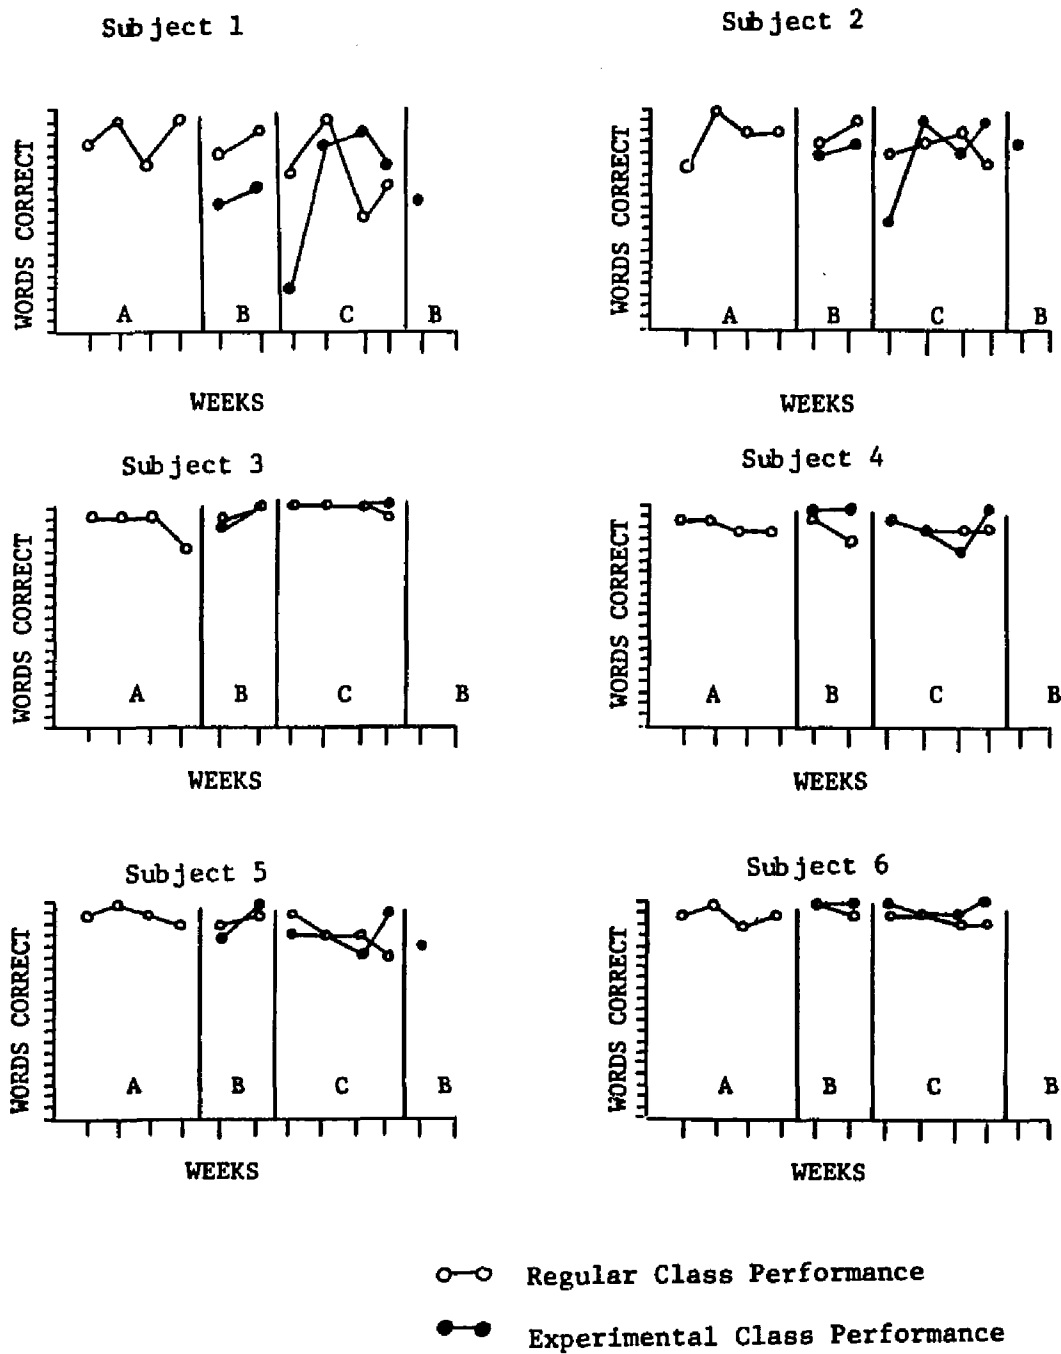 Subject 1
WORDS CORRECT
A B C B
WEEKS
Subject 2
WORDS CORRECT
A B C B
WEEKS
Subject 3
WORDS CORRECT
A B C B
WEEKS
Subject 4
WORDS CORRECT
A B C B
WEEKS
Subject 5
WORDS CORRECT
A B C B
WEEKS
Subject 6
WORDS CORRECT
A B C B
WEEKS
Regular Class Performance
Experimental Class Performance